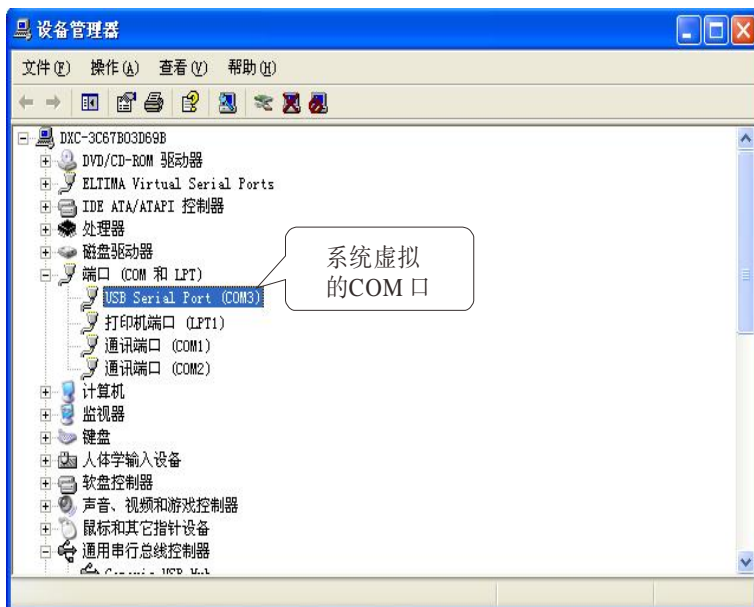 设备管理器
文件(F) 操作(A) 查看(V) 帮助(H)
DXC-3C67B03D69B
DVD/CD-ROM 驱动器
ELTIMA Virtual Serial Ports
IDE ATA/ATAPI 控制器
处理器
磁盘驱动器
端口 (COM 和 LPT)
USB Serial Port (COM3)
系统虚拟
的COM口
打印机端口 (LPT1)
通讯端口 (COM1)
通讯端口 (COM2)
计算机
监视器
键盘
人体学输入设备
软盘控制器
声音、视频和游戏控制器
鼠标和其它指针设备
通用串行总线控制器
Generic USB Hub